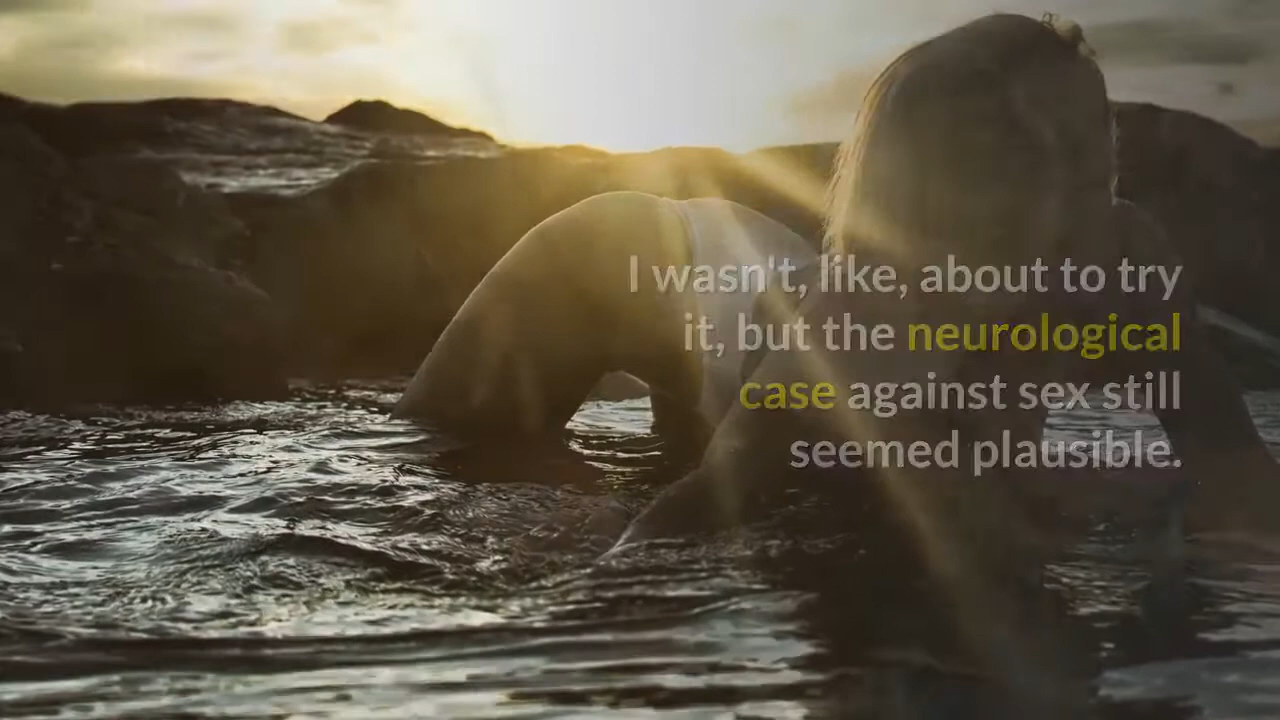 I wasn't, like, about to try
it, but the neurological
case against sex still
seemed plausible.